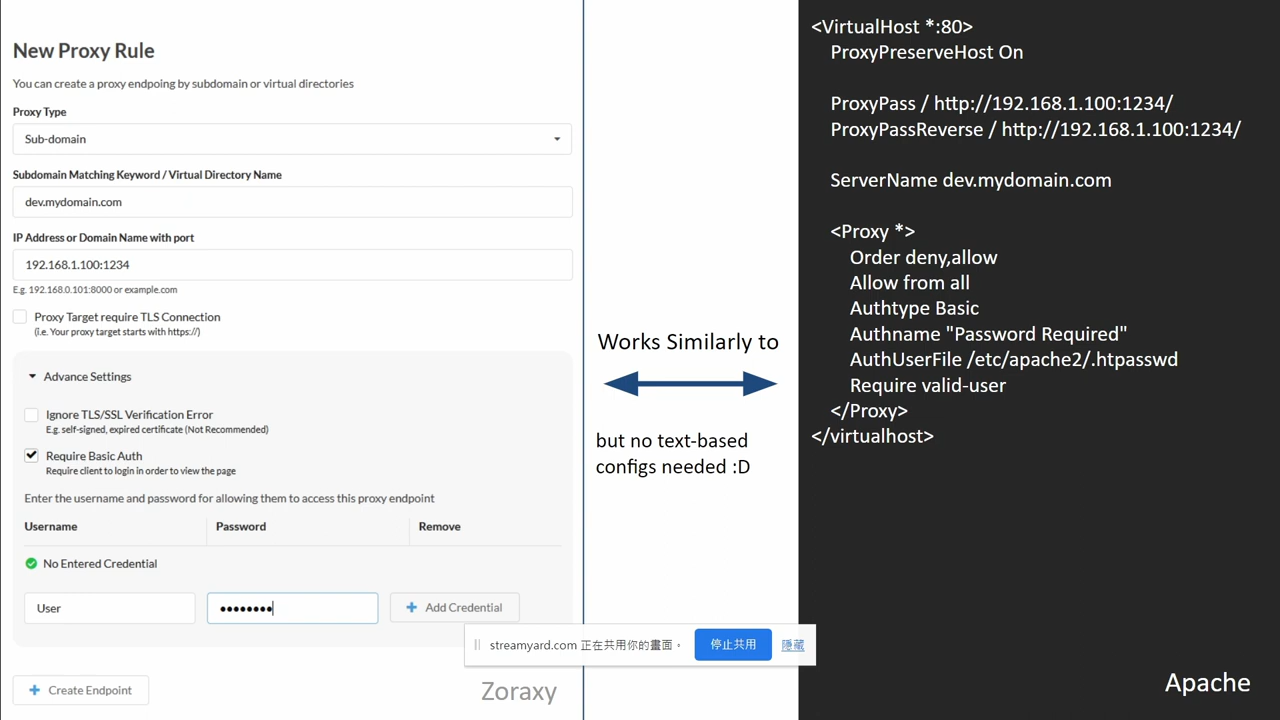 New Proxy Rule
You can create a proxy endpoing by subdomain or virtual directories
Proxy Type
Sub-domain
Subdomain Matching Keyword / Virtual Directory Name
dev.mydomain.com
IP Address or Domain Name with port
192.168.1.100:1234
E.g. 192.168.0.101:8000 or example.com
Proxy Target require TLS Connection
(i.e. Your proxy target starts with https://)
Advance Settings
Ignore TLS/SSL Verification Error
E.g. self-signed, expired certificate (Not Recommended)
Require Basic Auth
Require client to login in order to view the page
Enter the username and password for allowing them to access this proxy endpoint
Username Password Remove
No Entered Credential
User •••••••• Add Credential
Create Endpoint
Zoraxy
Works Similarly to
but no text-based
configs needed :D
streamyard.com 正在共用你的畫面。 停止共用 隱藏
<VirtualHost *:80>
ProxyPreserveHost On
ProxyPass / http://192.168.1.100:1234/
ProxyPassReverse / http://192.168.1.100:1234/
ServerName dev.mydomain.com
<Proxy *>
Order deny,allow
Allow from all
Authtype Basic
Authname "Password Required"
AuthUserFile /etc/apache2/.htpasswd
Require valid-user
</Proxy>
</virtualhost>
Apache